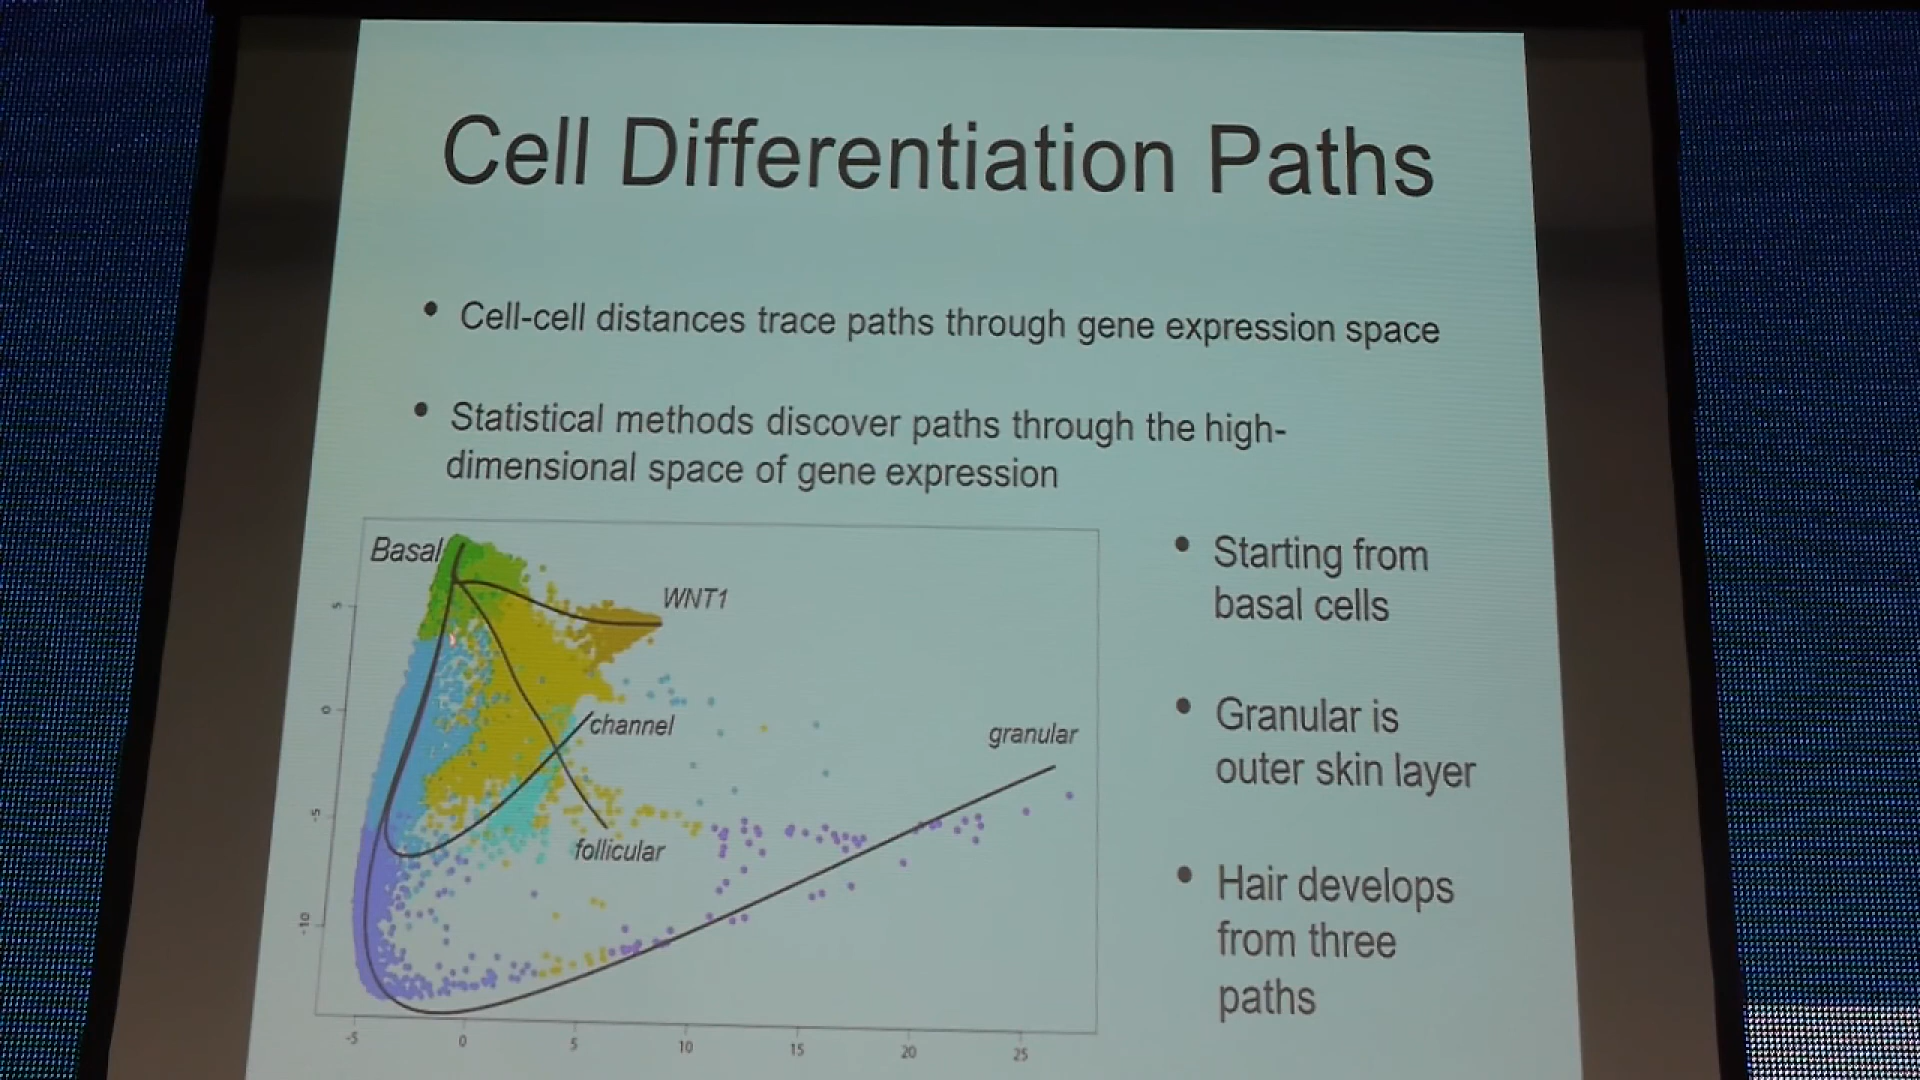 Cell Differentiation Paths
• Cell-cell distances trace paths through gene expression space
• Statistical methods discover paths through the high-
dimensional space of gene expression
Basal
WNT1
channel
granular
follicular
5
0
-5
-10
-5 0 5 10 15 20 25
• Starting from
basal cells
• Granular is
outer skin layer
• Hair develops
from three
paths